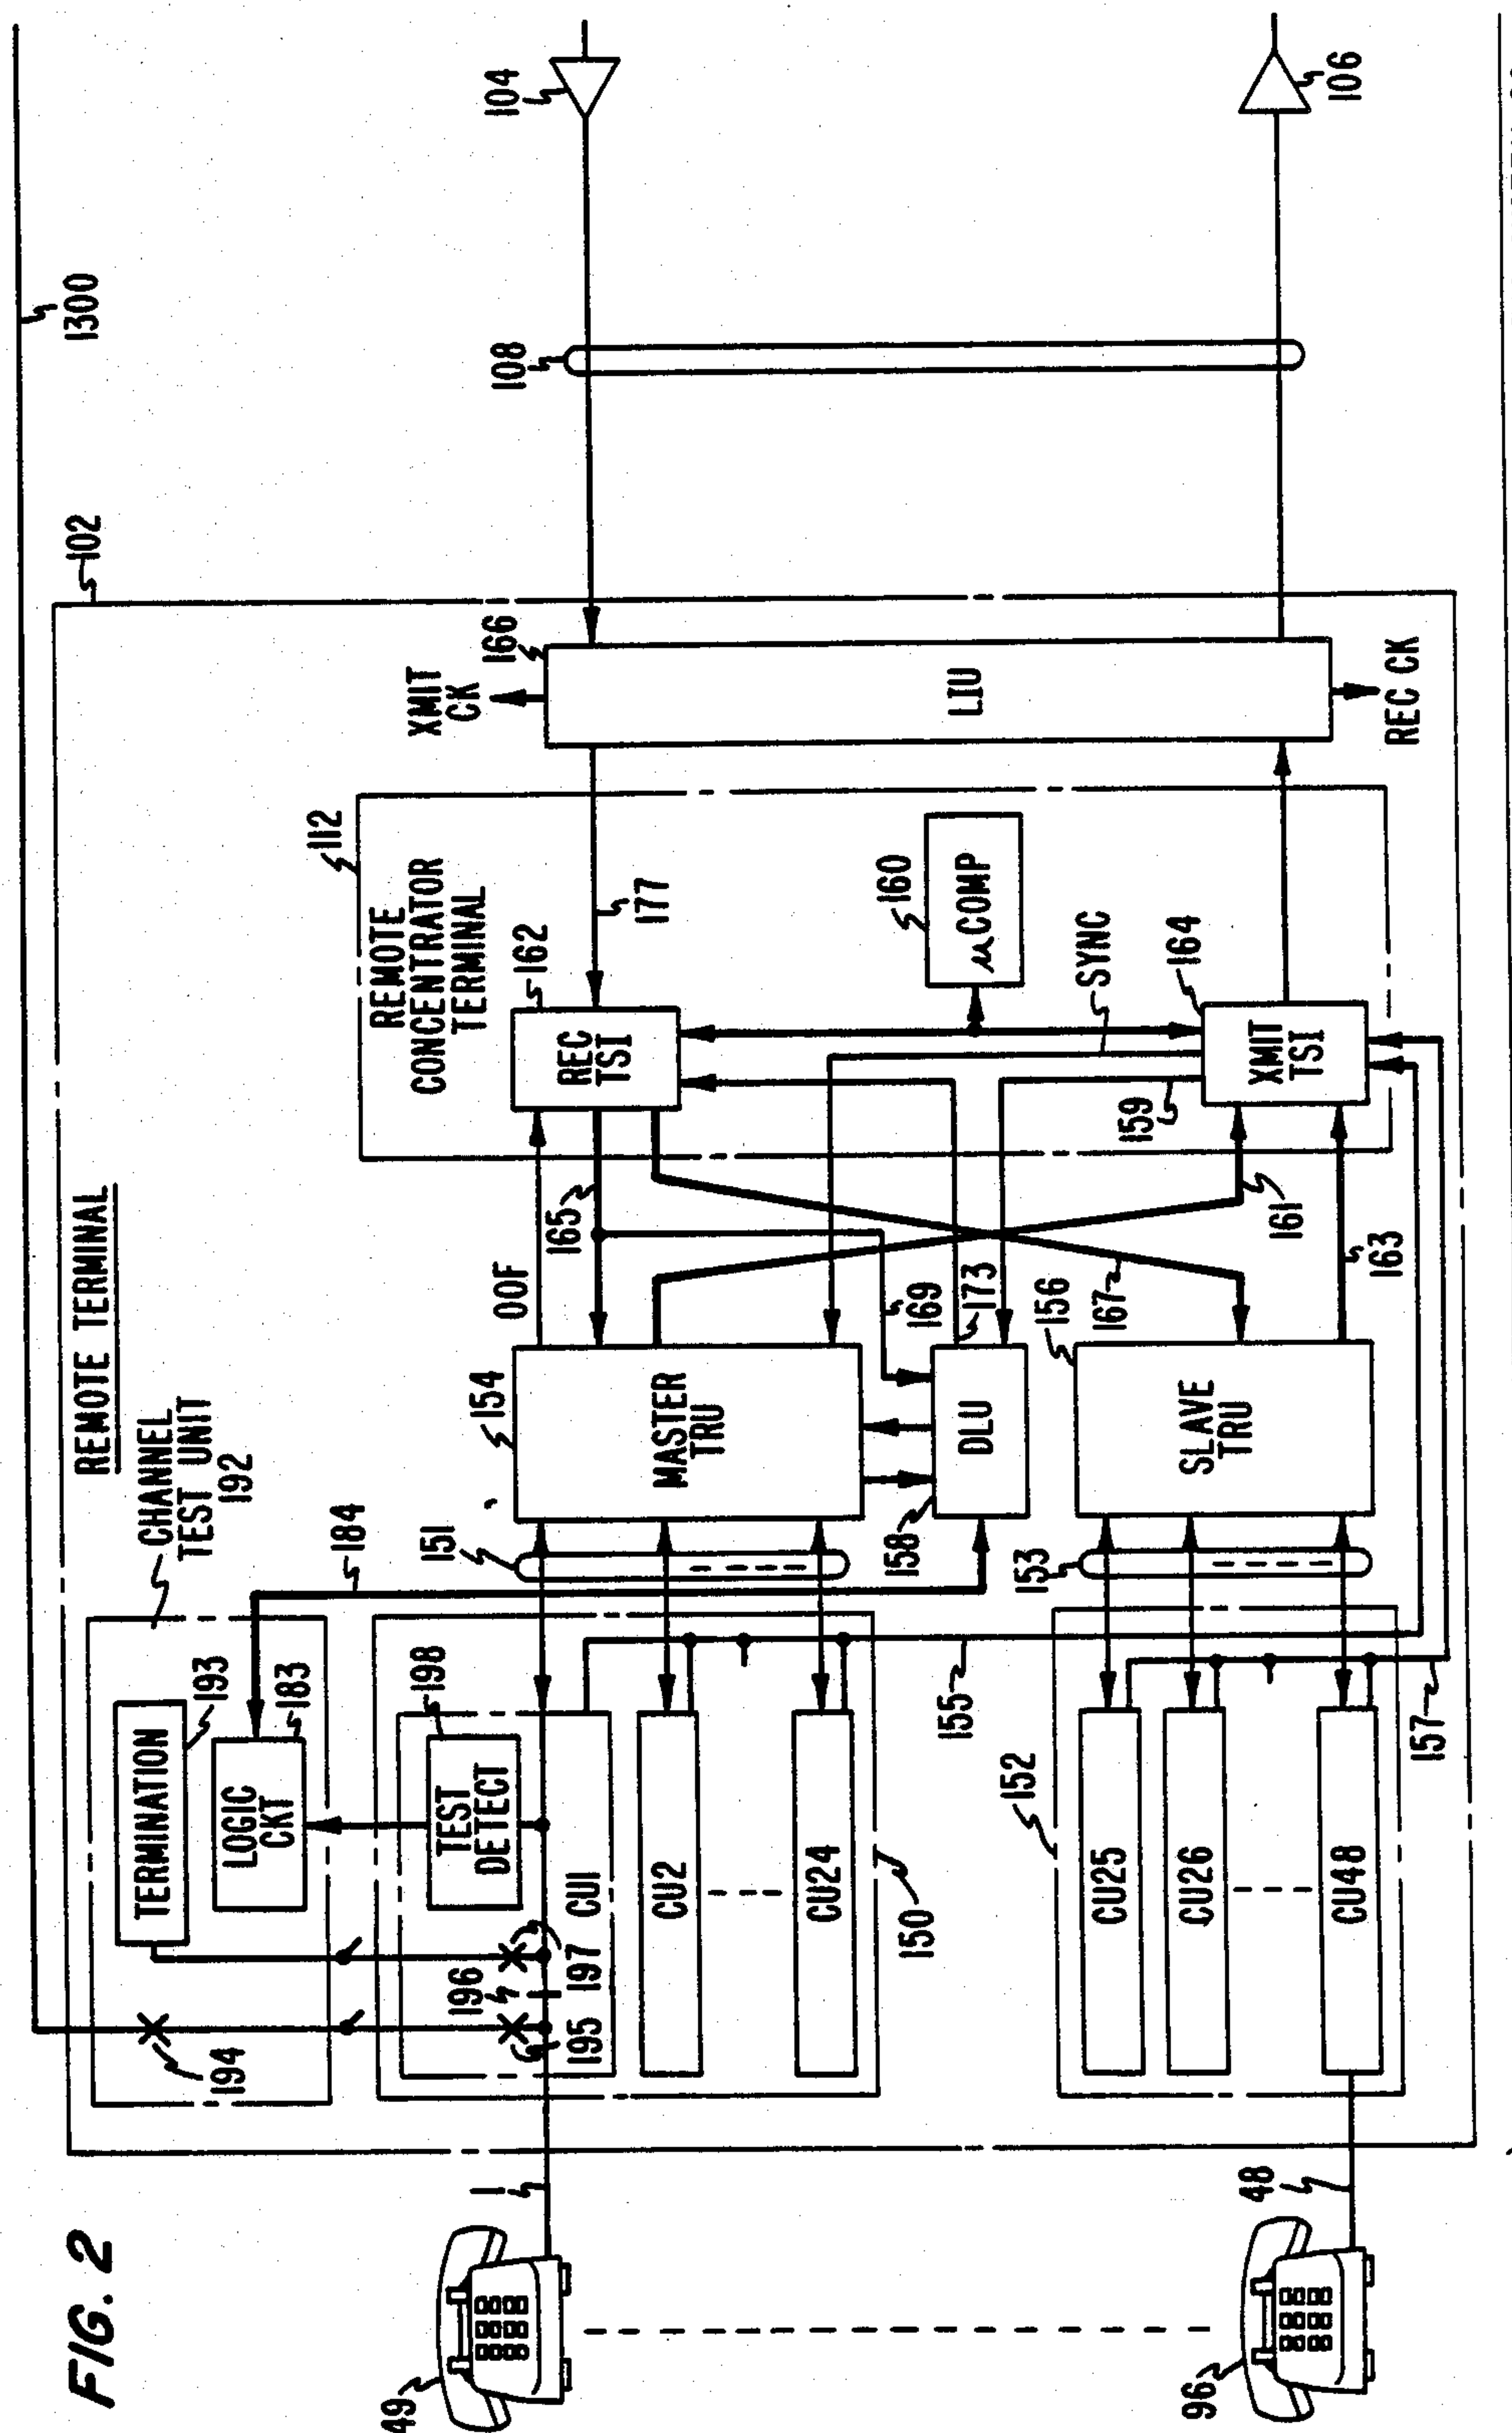 FIG. 2
1300
102
REMOTE TERMINAL
CHANNEL
TEST UNIT
192
184
TERMINATION
193
LOGIC
CKT
183
194
TEST
DETECT
198
196
195
197
CU1
CU2
CU24
150
155
151
154
MASTER
TRU
OOF
165
169
173
158
DLU
112
REMOTE
CONCENTRATOR
TERMINAL
162
REC
TSI
177
160
μCOMP
SYNC
164
XMIT
TSI
159
161
163
167
156
SLAVE
TRU
153
152
CU25
CU26
CU48
157
XMIT
CK
166
LIU
REC CK
108
104
106
49
1
96
48